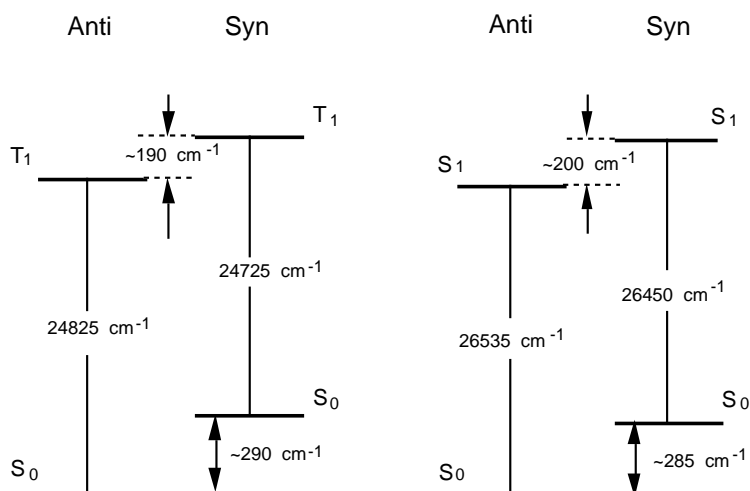 Anti Syn
T1
T1
~190 cm-1
24725 cm-1
24825 cm-1
S0
S0
~290 cm-1
Anti Syn
S1
S1
~200 cm-1
26450 cm-1
26535 cm-1
S0
S0
~285 cm-1